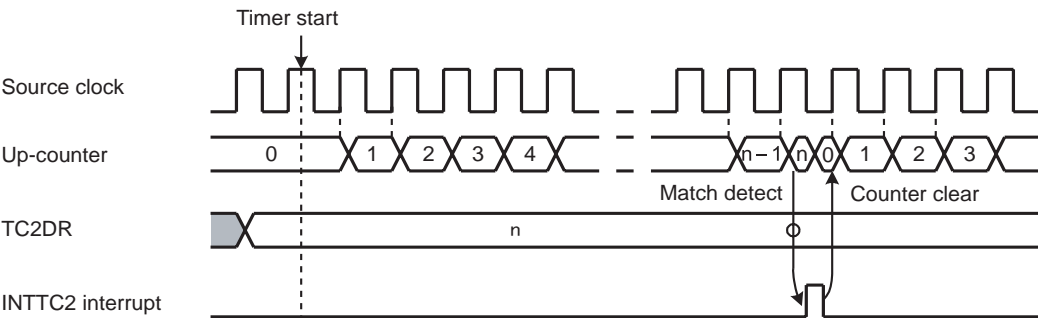 Timer start
Source clock
Up-counter 0 1 2 3 4 n – 1 n 0 1 2 3
Match detect Counter clear
TC2DR n
INTTC2 interrupt